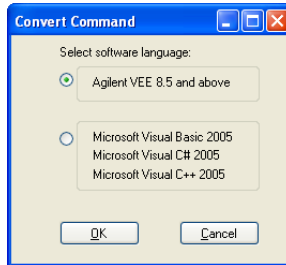 Convert Command
Select software language:
Agilent VEE 8.5 and above
Microsoft Visual Basic 2005
Microsoft Visual C# 2005
Microsoft Visual C++ 2005
OK Cancel